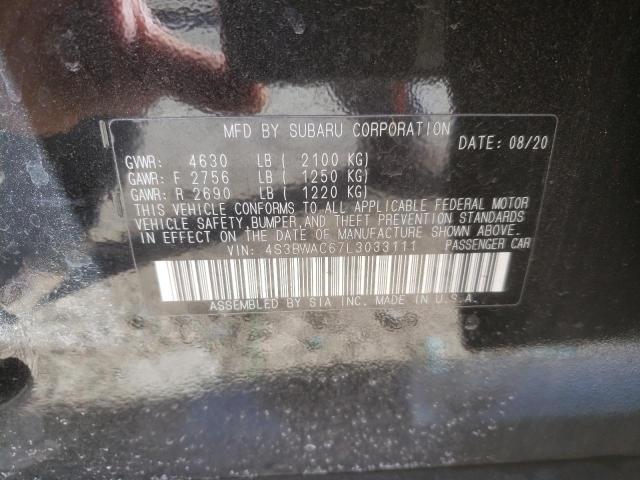 MFD BY SUBARU CORPORATION
DATE: 08/20
GVWR: 4630 LB ( 2100 KG)
GAWR: F 2756 LB ( 1250 KG)
GAWR: R 2690 LB ( 1220 KG)
THIS VEHICLE CONFORMS TO ALL APPLICABLE FEDERAL MOTOR
VEHICLE SAFETY,BUMPER,AND THEFT PREVENTION STANDARDS
IN EFFECT ON THE DATE OF MANUFACTURE SHOWN ABOVE.
VIN: 4S3BWAC67L3033111 PASSENGER CAR
ASSEMBLED BY SIA INC. MADE IN U.S.A.